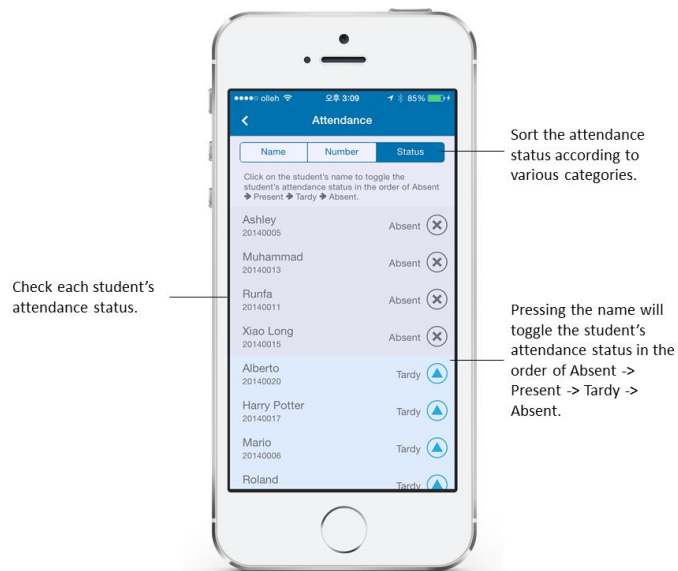 olleh 오후 3:09 85%
Attendance
Name Number Status
Click on the student's name to toggle the
student's attendance status in the order of Absent
➔ Present ➔ Tardy ➔ Absent.
Ashley
20140005
Absent
Muhammad
20140013
Absent
Runfa
20140011
Absent
Xiao Long
20140015
Absent
Alberto
20140020
Tardy
Harry Potter
20140017
Tardy
Mario
20140006
Tardy
Roland
Tardy
Sort the attendance
status according to
various categories.
Check each student's
attendance status.
Pressing the name will
toggle the student's
attendance status in the
order of Absent ->
Present -> Tardy ->
Absent.